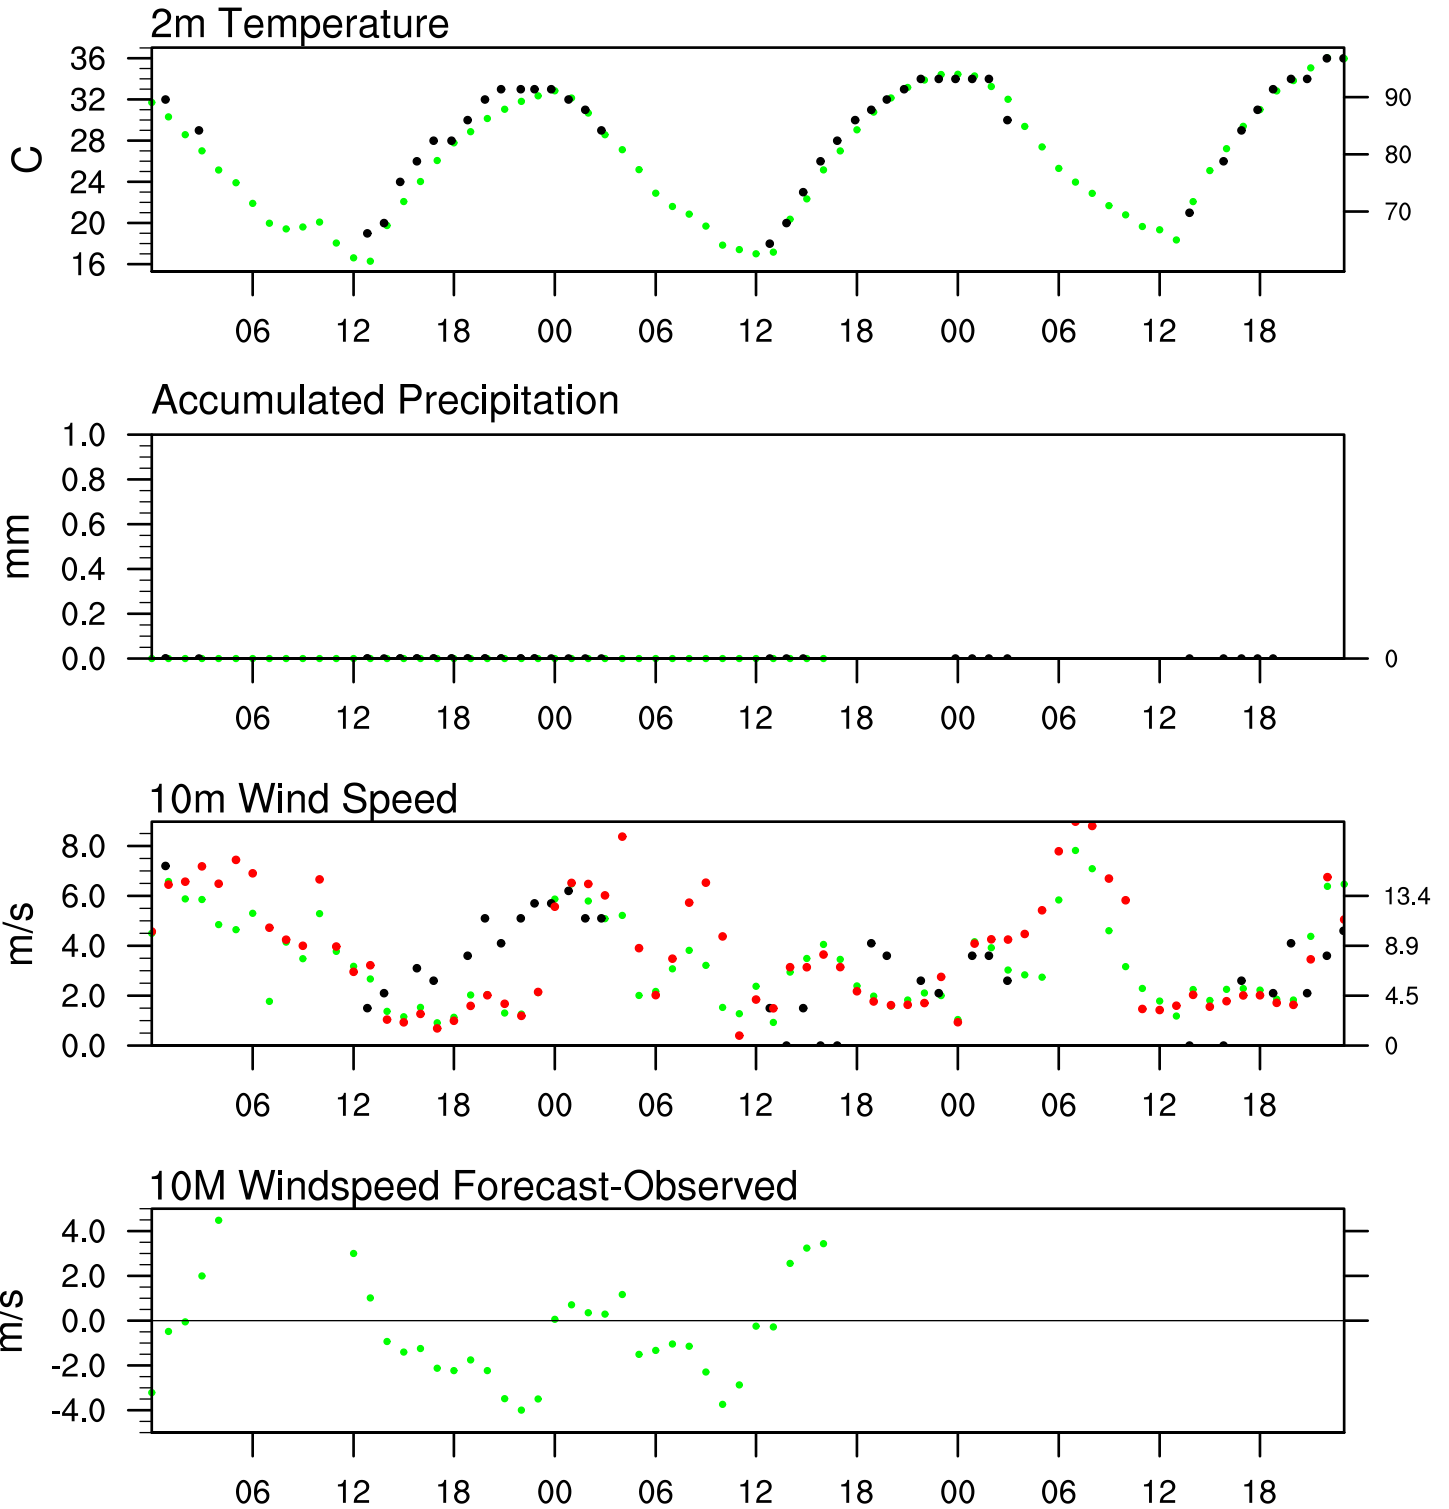 2m Temperature
36
32
28
24
20
16
C
90
80
70
06 12 18 00 06 12 18 00 06 12 18
Accumulated Precipitation
1.0
0.8
0.6
0.4
0.2
0.0
mm
0
06 12 18 00 06 12 18 00 06 12 18
10m Wind Speed
8.0
6.0
4.0
2.0
0.0
m/s
13.4
8.9
4.5
0
06 12 18 00 06 12 18 00 06 12 18
10M Windspeed Forecast-Observed
4.0
2.0
0.0
-2.0
-4.0
m/s
06 12 18 00 06 12 18 00 06 12 18